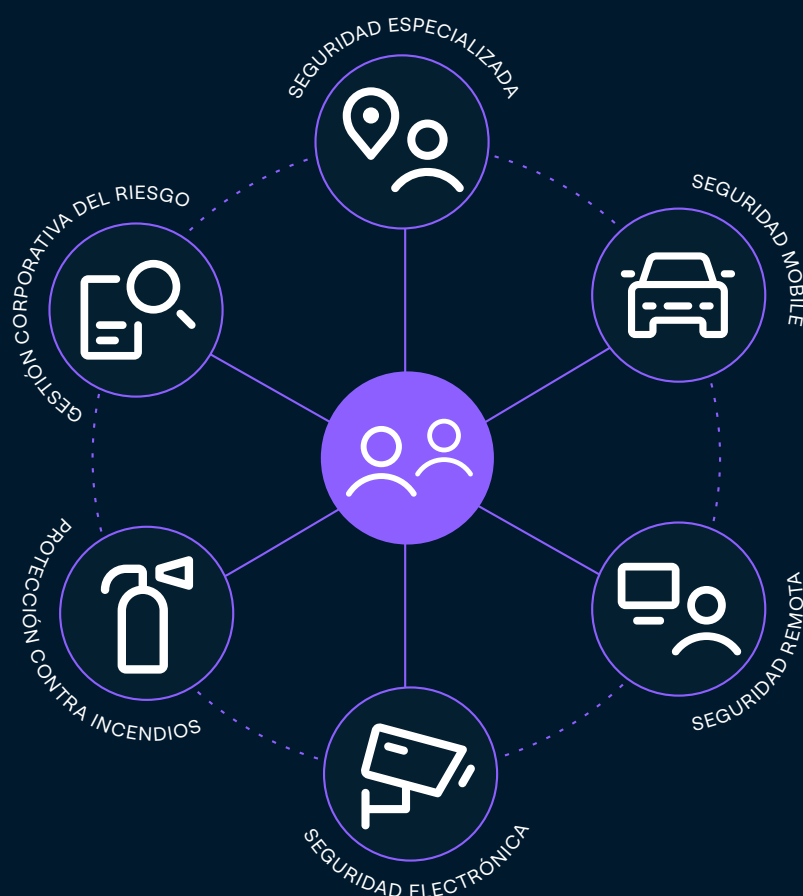 SEGURIDAD ESPECIALIZADA
SEGURIDAD MOBILE
GESTIÓN CORPORATIVA DEL RIESGO
PROTECCIÓN CONTRA INCENDIOS
SEGURIDAD REMOTA
SEGURIDAD ELECTRÓNICA